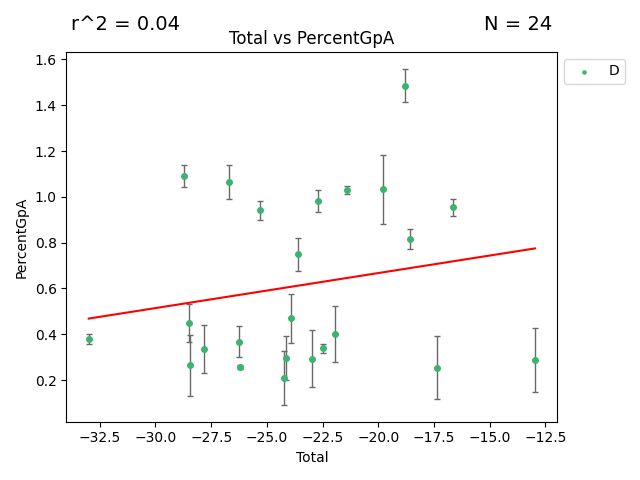 r^2 = 0.04
N = 24
Total vs PercentGpA
D
PercentGpA
1.6
1.4
1.2
1.0
0.8
0.6
0.4
0.2
−32.5 −30.0 −27.5 −25.0 −22.5 −20.0 −17.5 −15.0 −12.5
Total